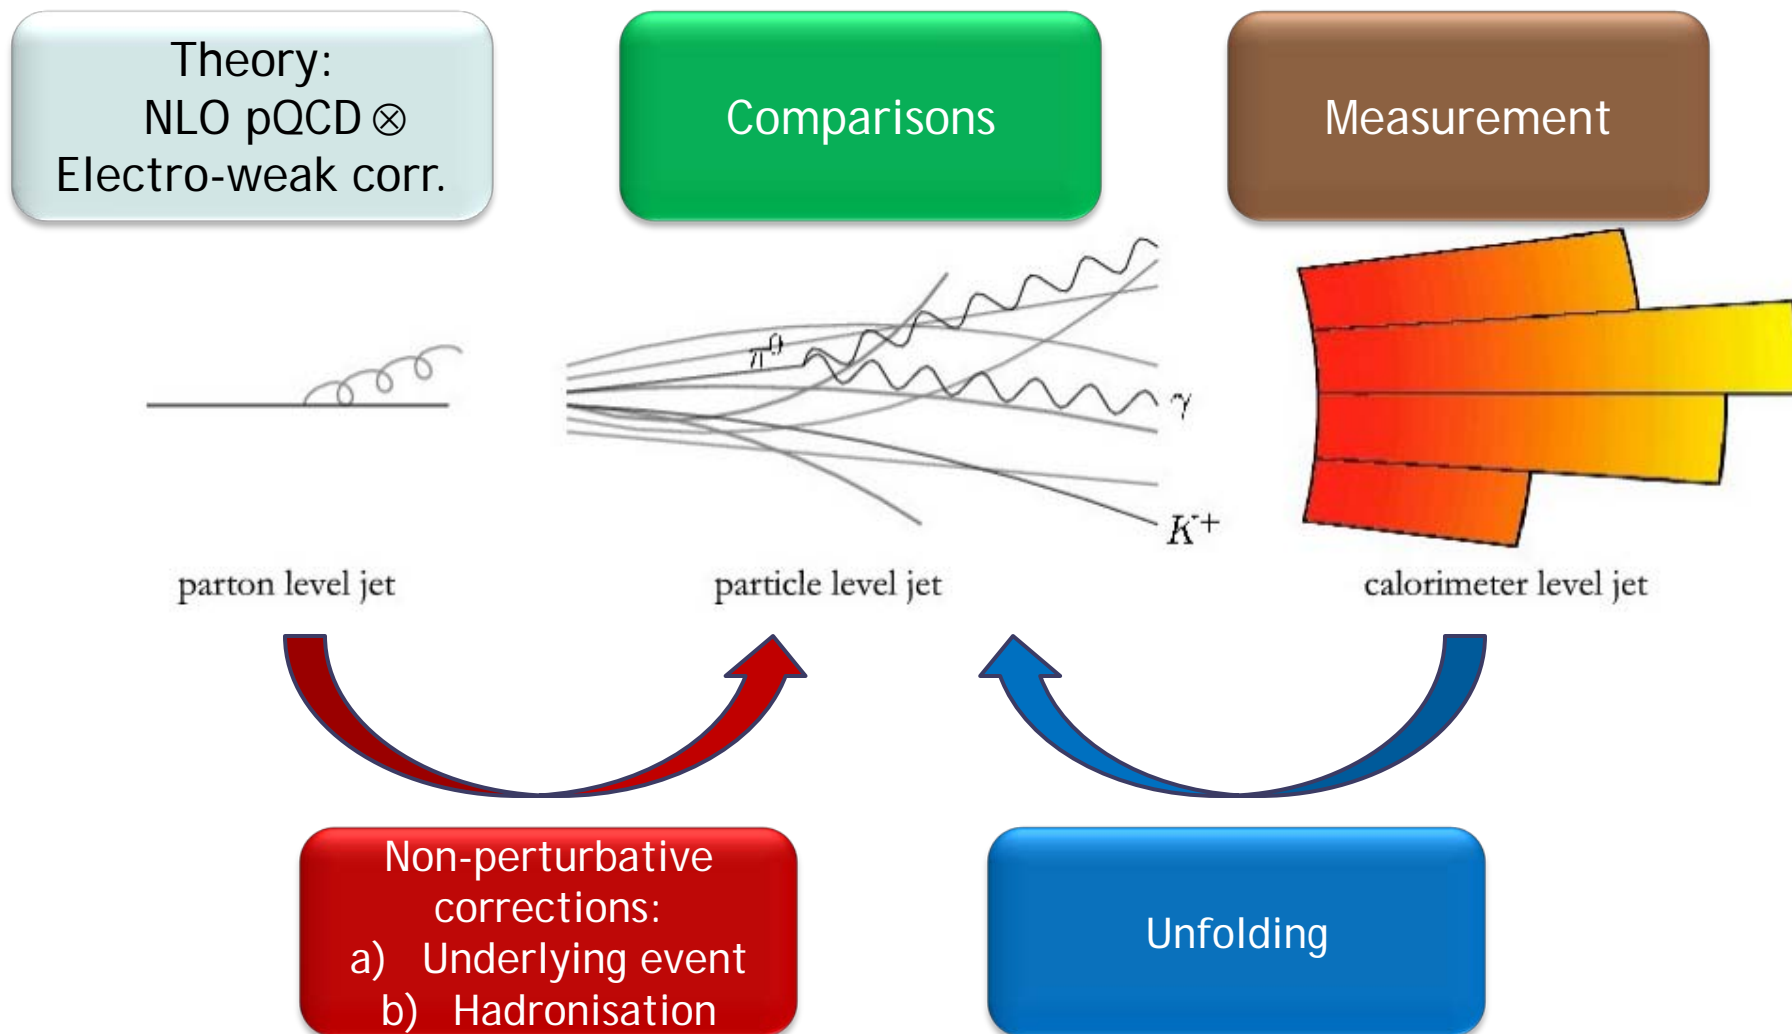 Theory:
NLO pQCD ⊗
Electro-weak corr.
Comparisons
Measurement
π⁰
γ
K⁺
parton level jet
particle level jet
calorimeter level jet
Non-perturbative
corrections:
a) Underlying event
b) Hadronisation
Unfolding